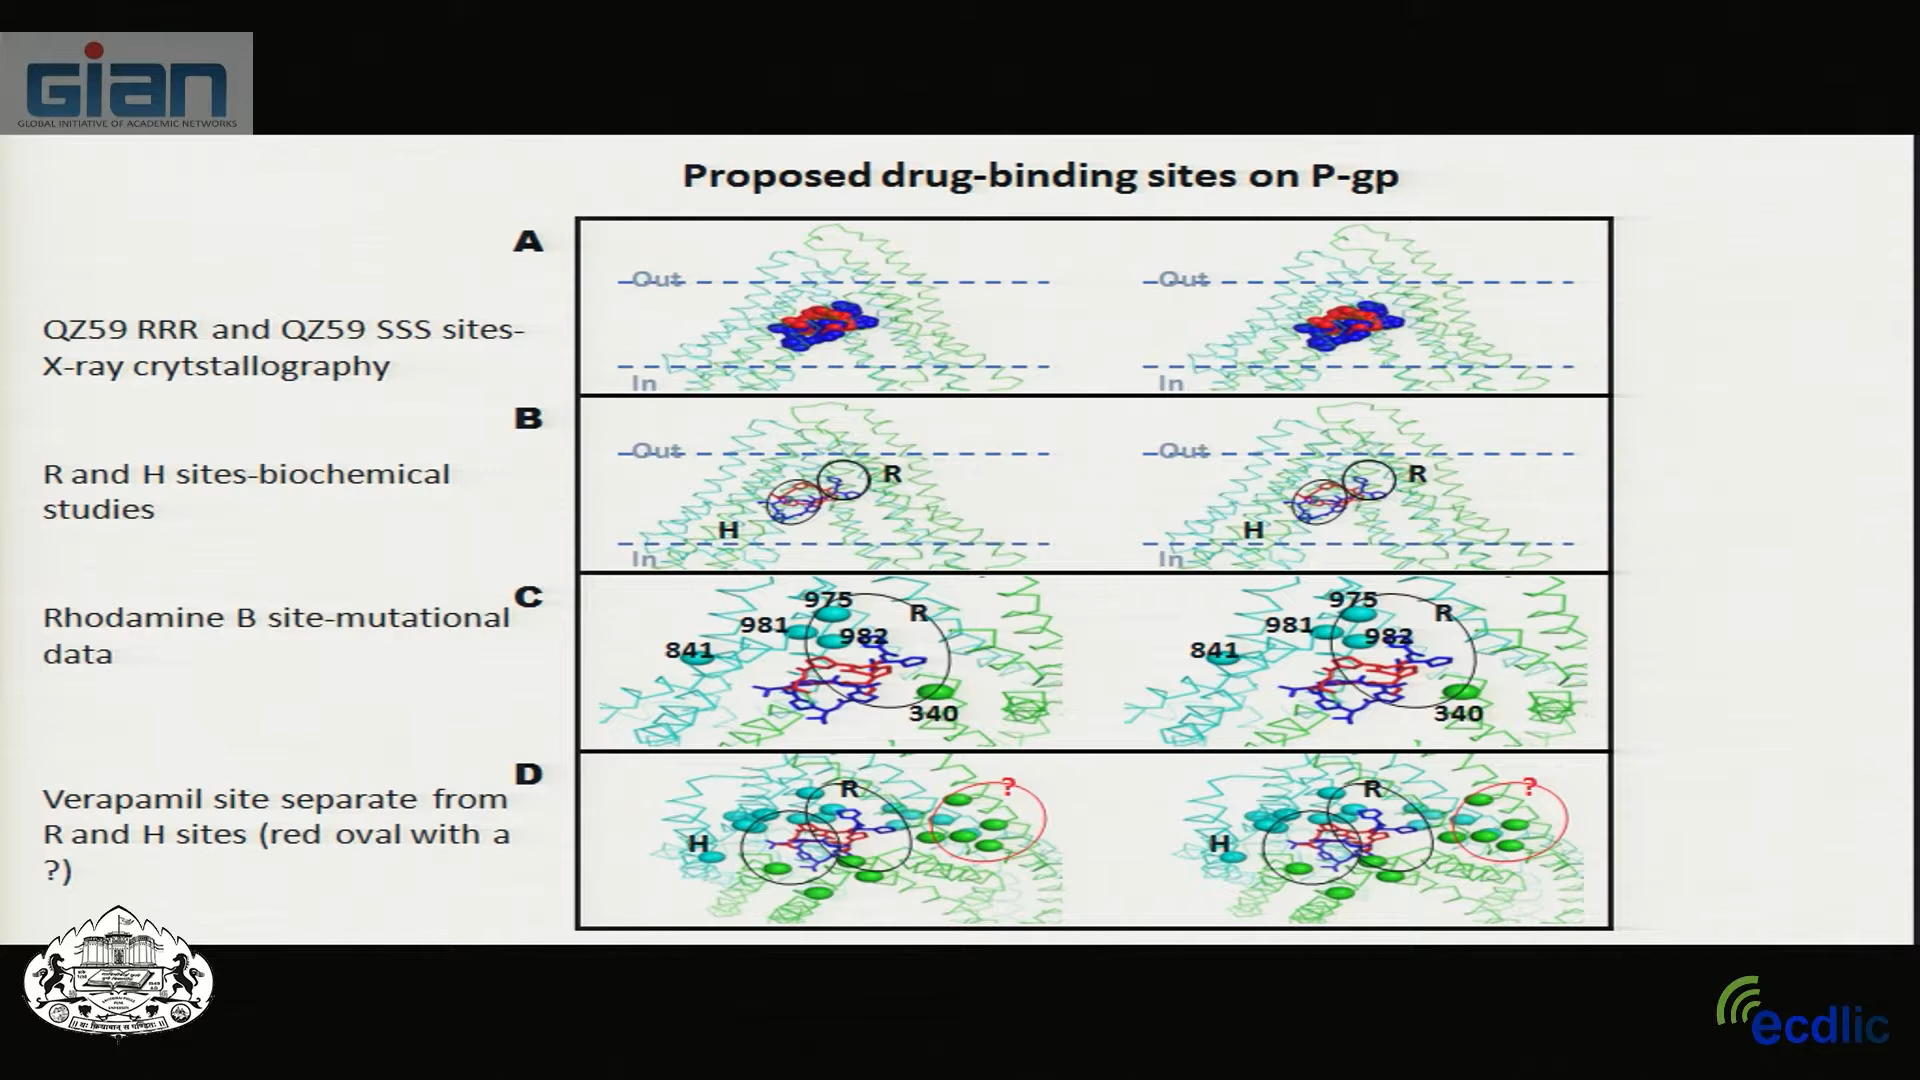 Gian
GLOBAL INITIATIVE OF ACADEMIC NETWORKS
Proposed drug-binding sites on P-gp
A
Out
Out
QZ59 RRR and QZ59 SSS sites-
X-ray crytstallography
In
In
B
Out
Out
R
R
R and H sites-biochemical
studies
H
H
In
In
C
Rhodamine B site-mutational
data
975
R
981
982
841
340
975
R
981
982
841
340
D
Verapamil site separate from
R and H sites (red oval with a
?)
R
?
H
R
?
H
ecdlic